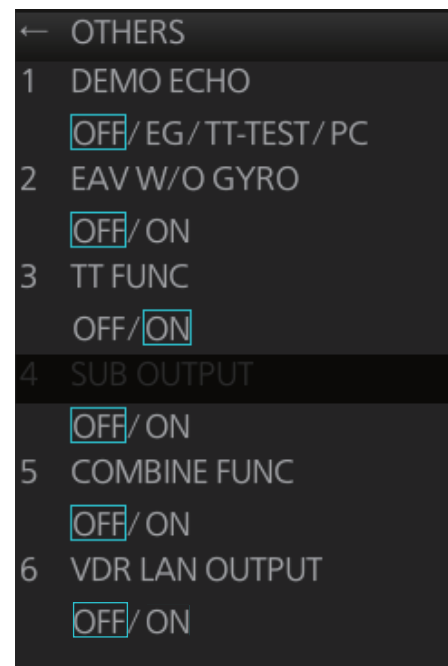 ← OTHERS
1 DEMO ECHO
OFF/EG/TT-TEST/PC
2 EAV W/O GYRO
OFF/ON
3 TT FUNC
OFF/ON
4 SUB OUTPUT
OFF/ON
5 COMBINE FUNC
OFF/ON
6 VDR LAN OUTPUT
OFF/ON